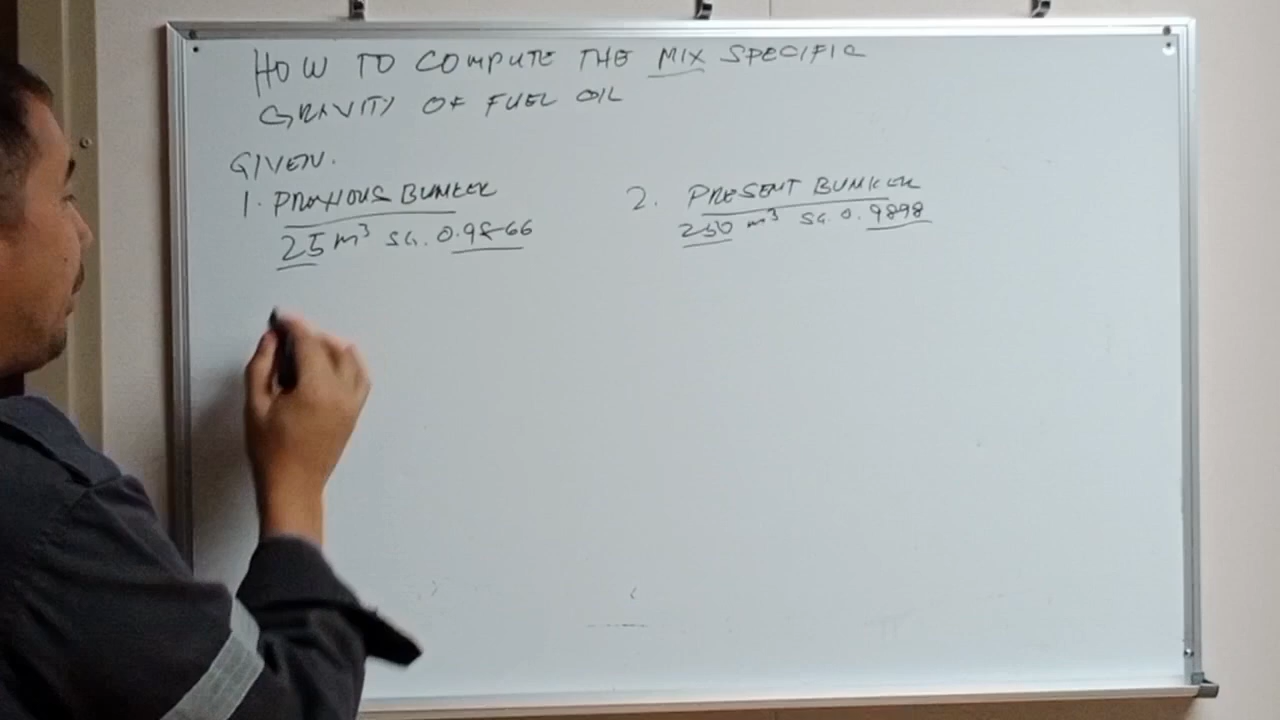 HOW TO COMPUTE THE MIX SPECIFIC
GRAVITY OF FUEL OIL
GIVEN.
1. PREVIOUS BUNKER
2. PRESENT BUNKER
25 m³ SG. 0.9866
250 m³ SG. 0.9898